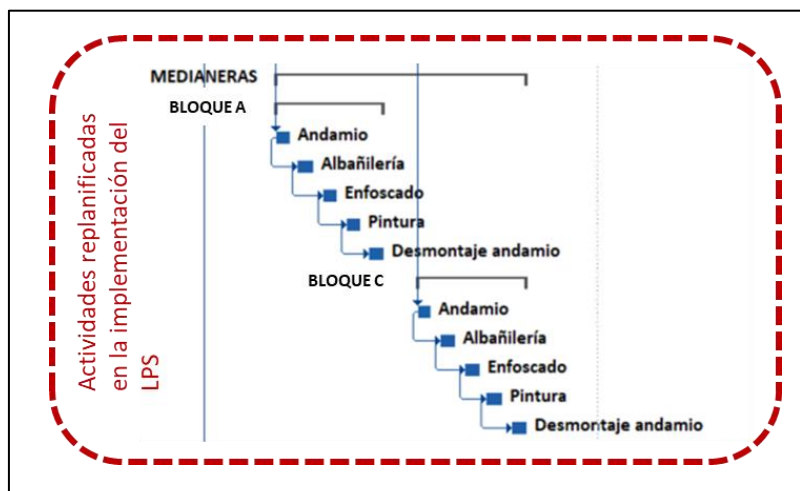 Actividades replanificadas
en la implementación del
LPS
MEDIANERAS
BLOQUE A
Andamio
Albañilería
Enfoscado
Pintura
Desmontaje andamio
BLOQUE C
Andamio
Albañilería
Enfoscado
Pintura
Desmontaje andamio